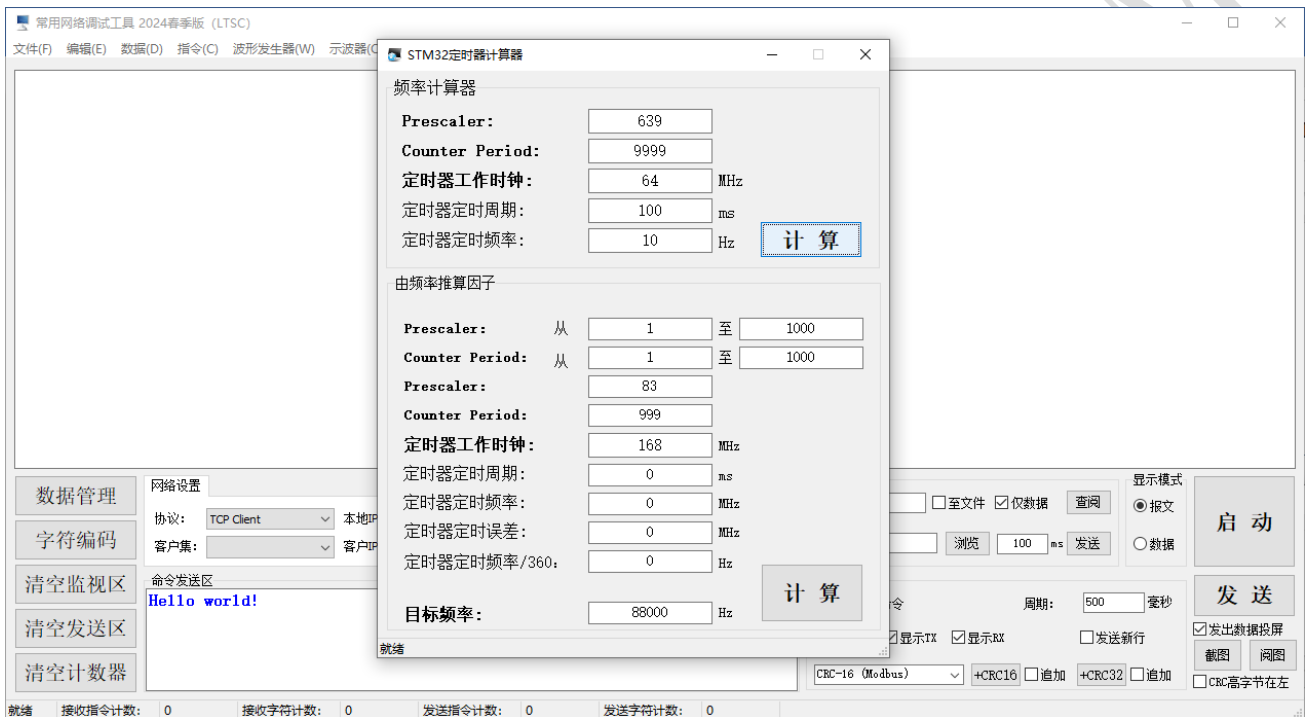 常用网络调试工具 2024春季版 (LTSC)
文件(F) 编辑(E) 数据(D) 指令(C) 波形发生器(W) 示波器(
STM32定时器计算器
频率计算器
Prescaler: 639
Counter Period: 9999
定时器工作时钟: 64 MHz
定时器定时周期: 100 ms
定时器定时频率: 10 Hz
计 算
由频率推算因子
Prescaler: 从 1 至 1000
Counter Period: 从 1 至 1000
Prescaler: 83
Counter Period: 999
定时器工作时钟: 168 MHz
定时器定时周期: 0 ms
定时器定时频率: 0 MHz
定时器定时误差: 0 MHz
定时器定时频率/360: 0 Hz
计 算
目标频率: 88000 Hz
就绪
数据管理
字符编码
清空监视区
清空发送区
清空计数器
网络设置
协议: TCP Client 本地IP
客户集: 客户IP
命令发送区
Hello world!
至文件 仅数据 查阅
浏览 100 ms 发送
显示模式
报文
数据
启 动
令 周期: 500 毫秒
显示TX 显示RX 发送新行
CRC-16 (Modbus) +CRC16 追加 +CRC32 追加
发 送
发出数据投屏
截图 阅图
CRC高字节在左
就绪 接收指令计数: 0 接收字符计数: 0 发送指令计数: 0 发送字符计数: 0